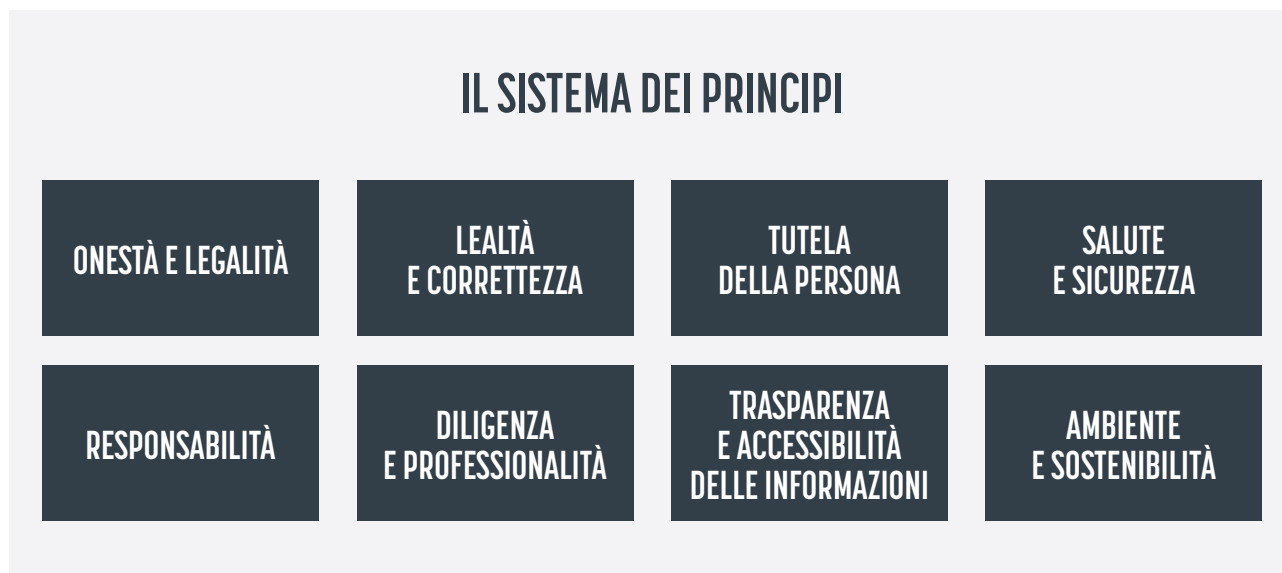 IL SISTEMA DEI PRINCIPI
ONESTÀ E LEGALITÀ
LEALTÀ
E CORRETTEZZA
TUTELA
DELLA PERSONA
SALUTE
E SICUREZZA
RESPONSABILITÀ
DILIGENZA
E PROFESSIONALITÀ
TRASPARENZA
E ACCESSIBILITÀ
DELLE INFORMAZIONI
AMBIENTE
E SOSTENIBILITÀ